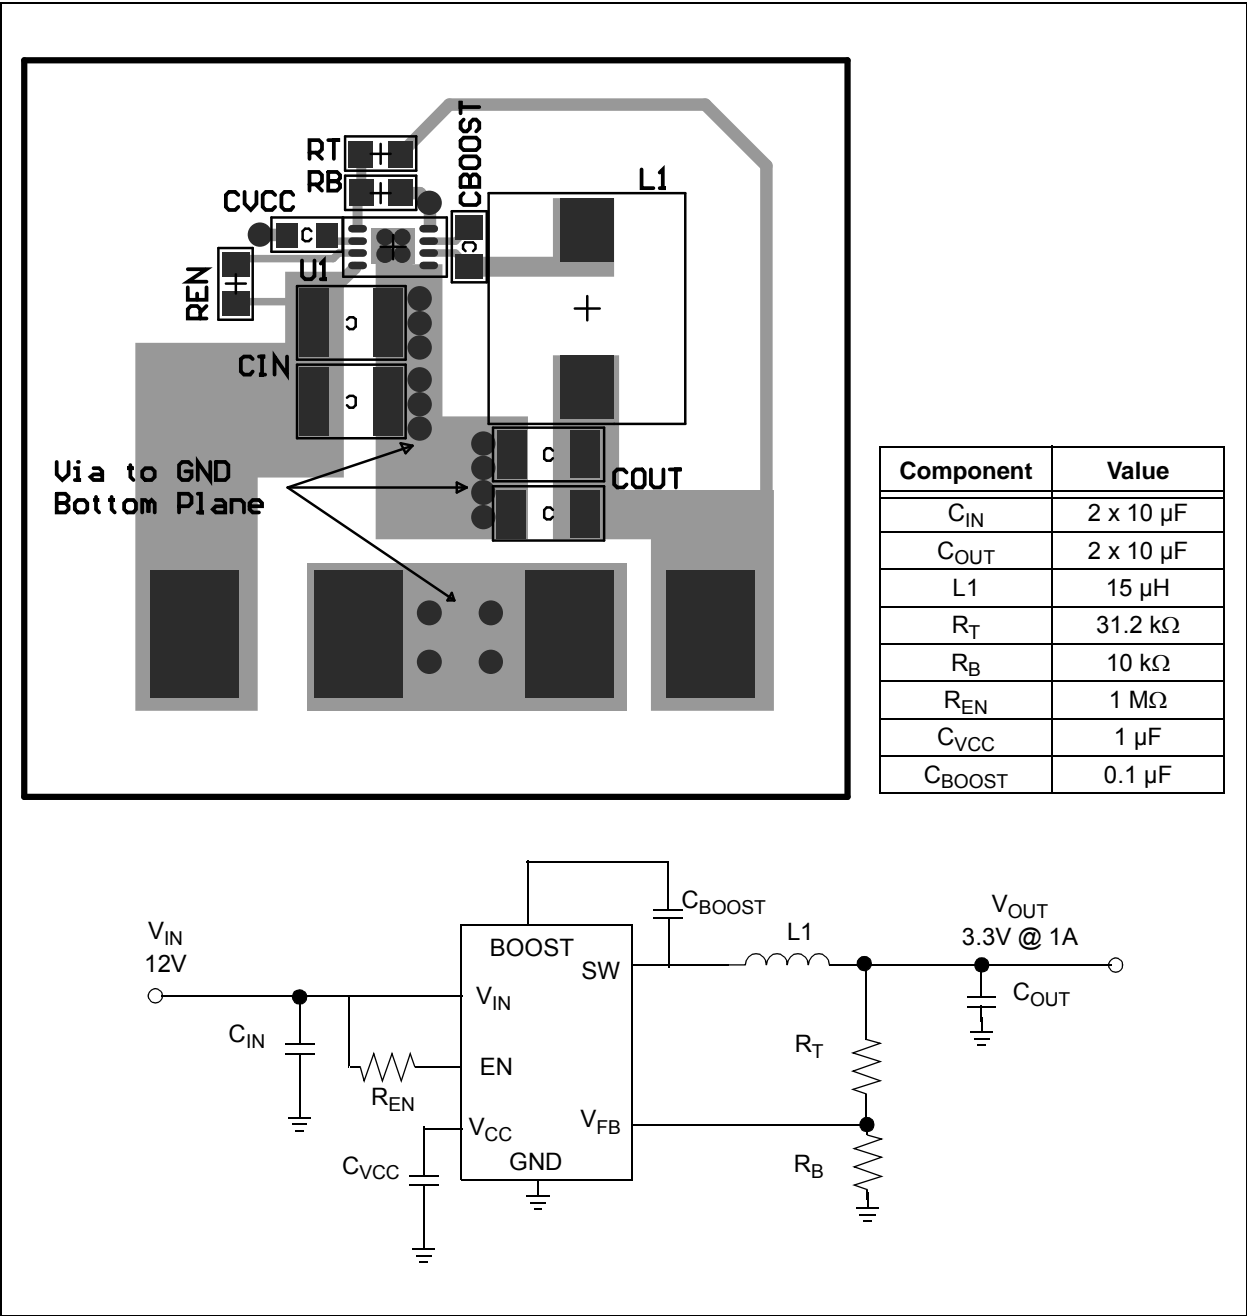 RT
RB
CBOOST
L1
CVCC
C
C
U1
REN
C
CIN
C
Via to GND
Bottom Plane
C
COUT
C
Component Value
CIN 2 x 10 µF
COUT 2 x 10 µF
L1 15 µH
RT 31.2 kΩ
RB 10 kΩ
REN 1 MΩ
CVCC 1 µF
CBOOST 0.1 µF
VIN
12V
CIN
REN
CVCC
BOOST
SW
VIN
EN
VCC
VFB
GND
CBOOST
L1
VOUT
3.3V @ 1A
COUT
RT
RB